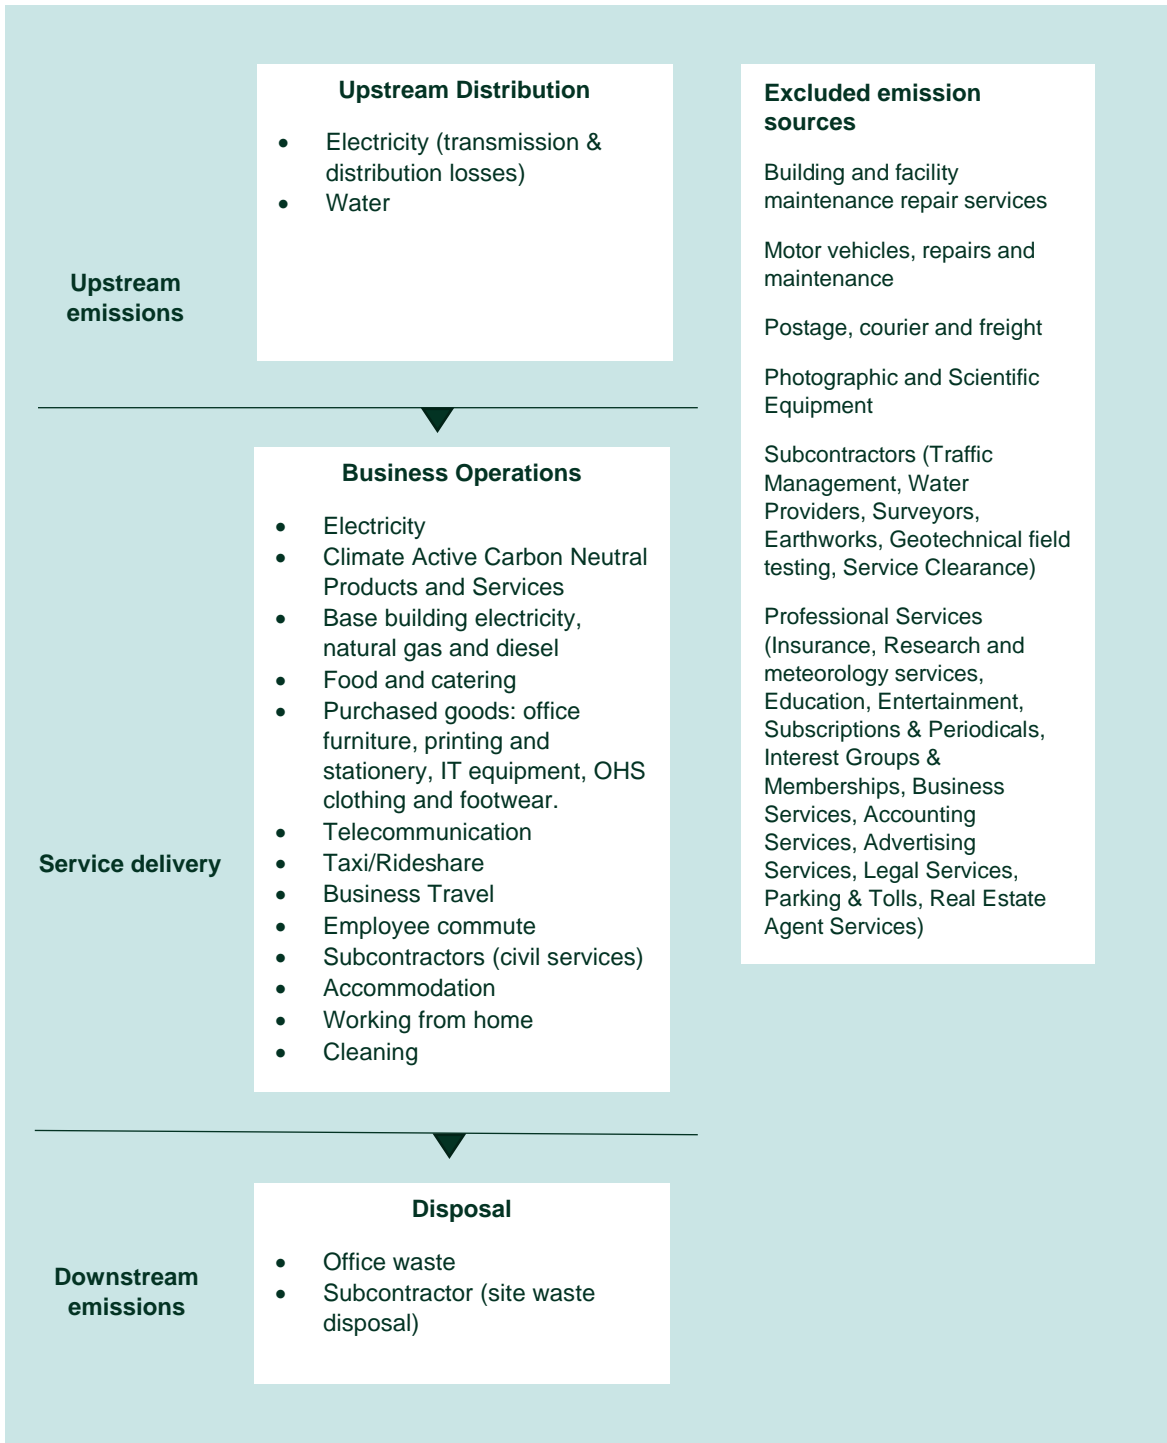 Upstream Distribution
• Electricity (transmission &
distribution losses)
• Water
Upstream
emissions
Business Operations
• Electricity
• Climate Active Carbon Neutral
Products and Services
• Base building electricity,
natural gas and diesel
• Food and catering
• Purchased goods: office
furniture, printing and
stationery, IT equipment, OHS
clothing and footwear.
• Telecommunication
• Taxi/Rideshare
• Business Travel
• Employee commute
• Subcontractors (civil services)
• Accommodation
• Working from home
• Cleaning
Service delivery
Disposal
• Office waste
• Subcontractor (site waste
disposal)
Downstream
emissions
Excluded emission
sources
Building and facility
maintenance repair services
Motor vehicles, repairs and
maintenance
Postage, courier and freight
Photographic and Scientific
Equipment
Subcontractors (Traffic
Management, Water
Providers, Surveyors,
Earthworks, Geotechnical field
testing, Service Clearance)
Professional Services
(Insurance, Research and
meteorology services,
Education, Entertainment,
Subscriptions & Periodicals,
Interest Groups &
Memberships, Business
Services, Accounting
Services, Advertising
Services, Legal Services,
Parking & Tolls, Real Estate
Agent Services)